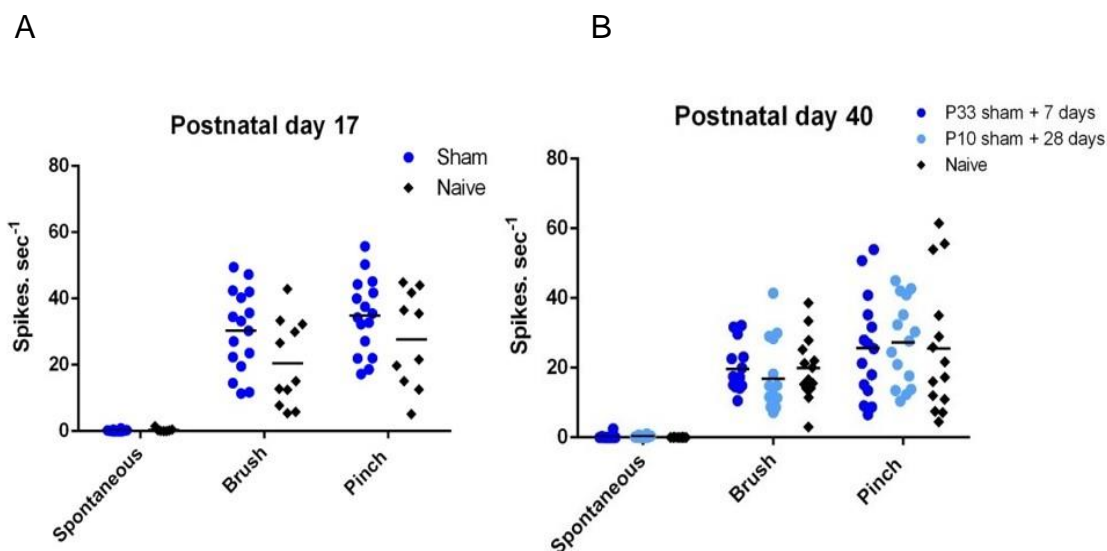 A
B
Postnatal day 17
Sham
Naive
80
60
40
20
0
Spikes. sec-1
Spontaneous
Brush
Pinch
Postnatal day 40
P33 sham + 7 days
P10 sham + 28 days
Naive
80
60
40
20
0
Spikes. sec-1
Spontaneous
Brush
Pinch